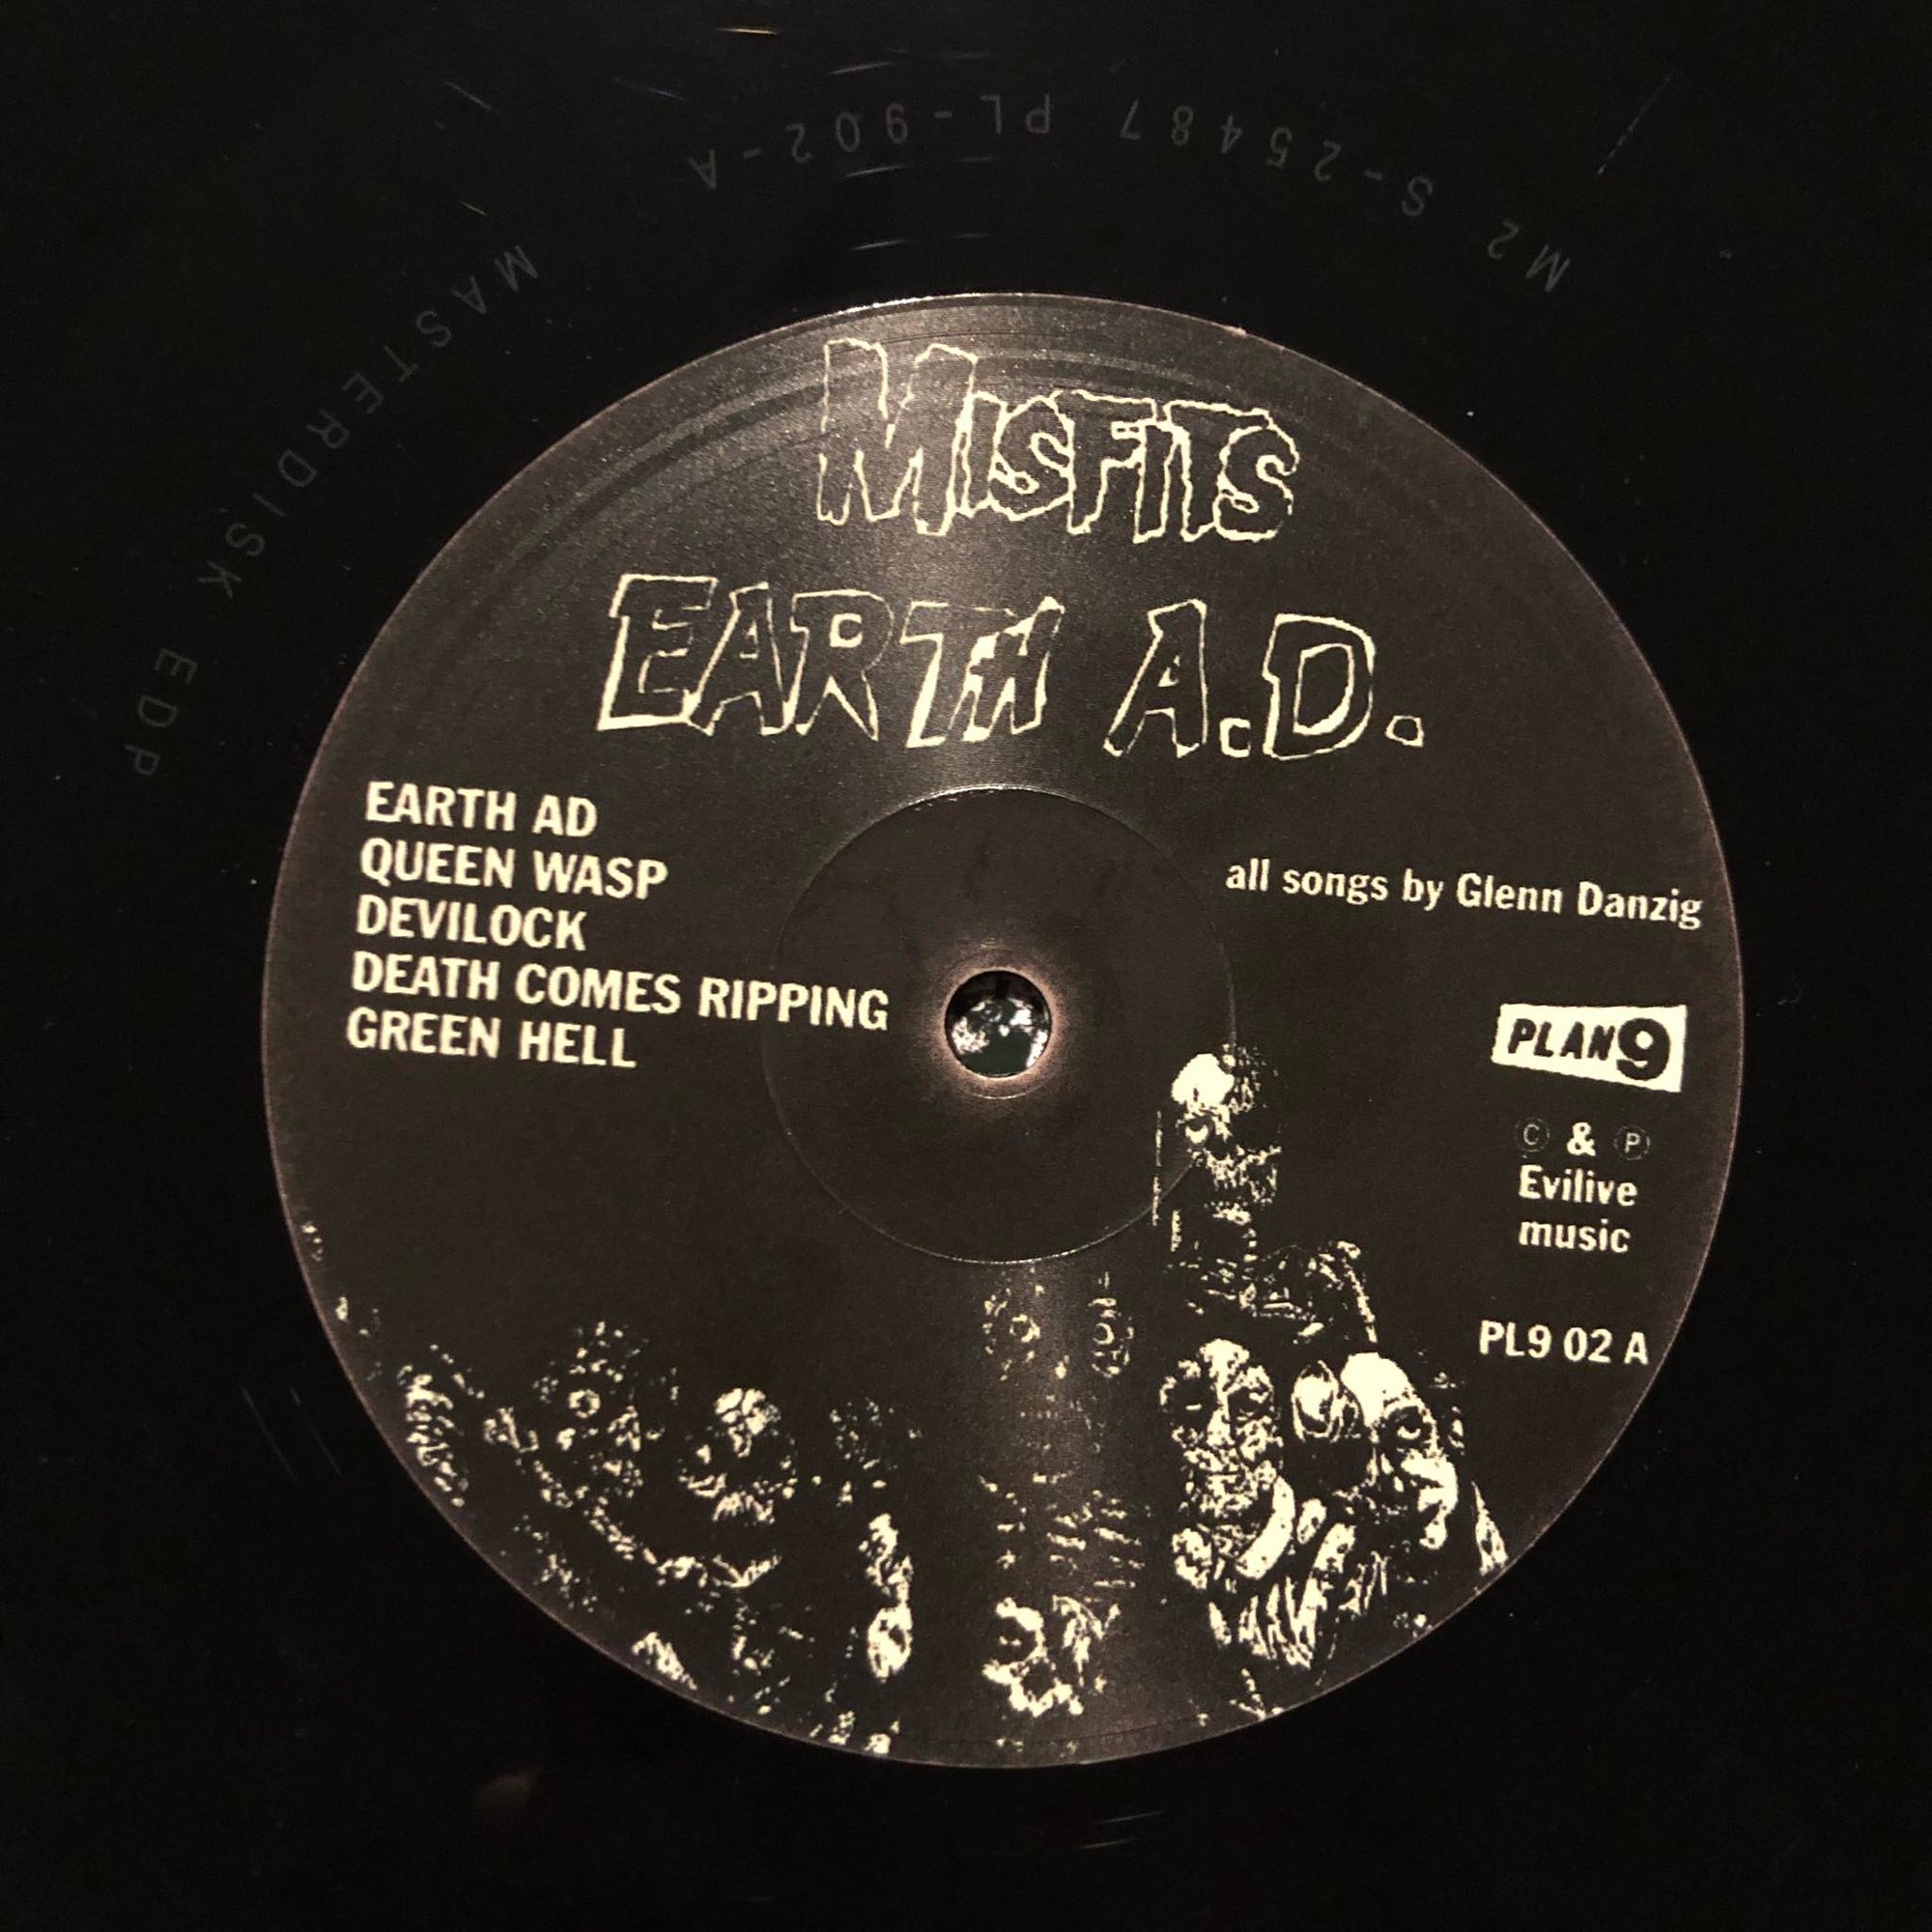 M2 S-25487 PL-902-A
MASTERDISK EDP
MISFITS
EARTH A.D.
EARTH AD
QUEEN WASP
DEVILOCK
DEATH COMES RIPPING
GREEN HELL
all songs by Glenn Danzig
PLAN 9
Ⓒ & Ⓟ
Evilive
music
PL9 02 A